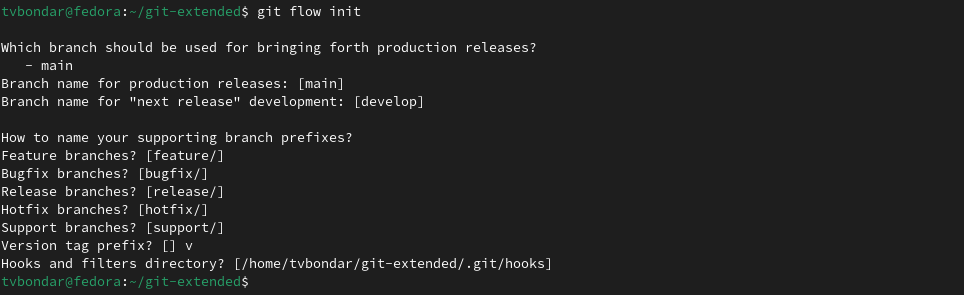 tvbondar@fedora:~/git-extended$ git flow init
Which branch should be used for bringing forth production releases?
- main
Branch name for production releases: [main]
Branch name for "next release" development: [develop]
How to name your supporting branch prefixes?
Feature branches? [feature/]
Bugfix branches? [bugfix/]
Release branches? [release/]
Hotfix branches? [hotfix/]
Support branches? [support/]
Version tag prefix? [] v
Hooks and filters directory? [/home/tvbondar/git-extended/.git/hooks]
tvbondar@fedora:~/git-extended$